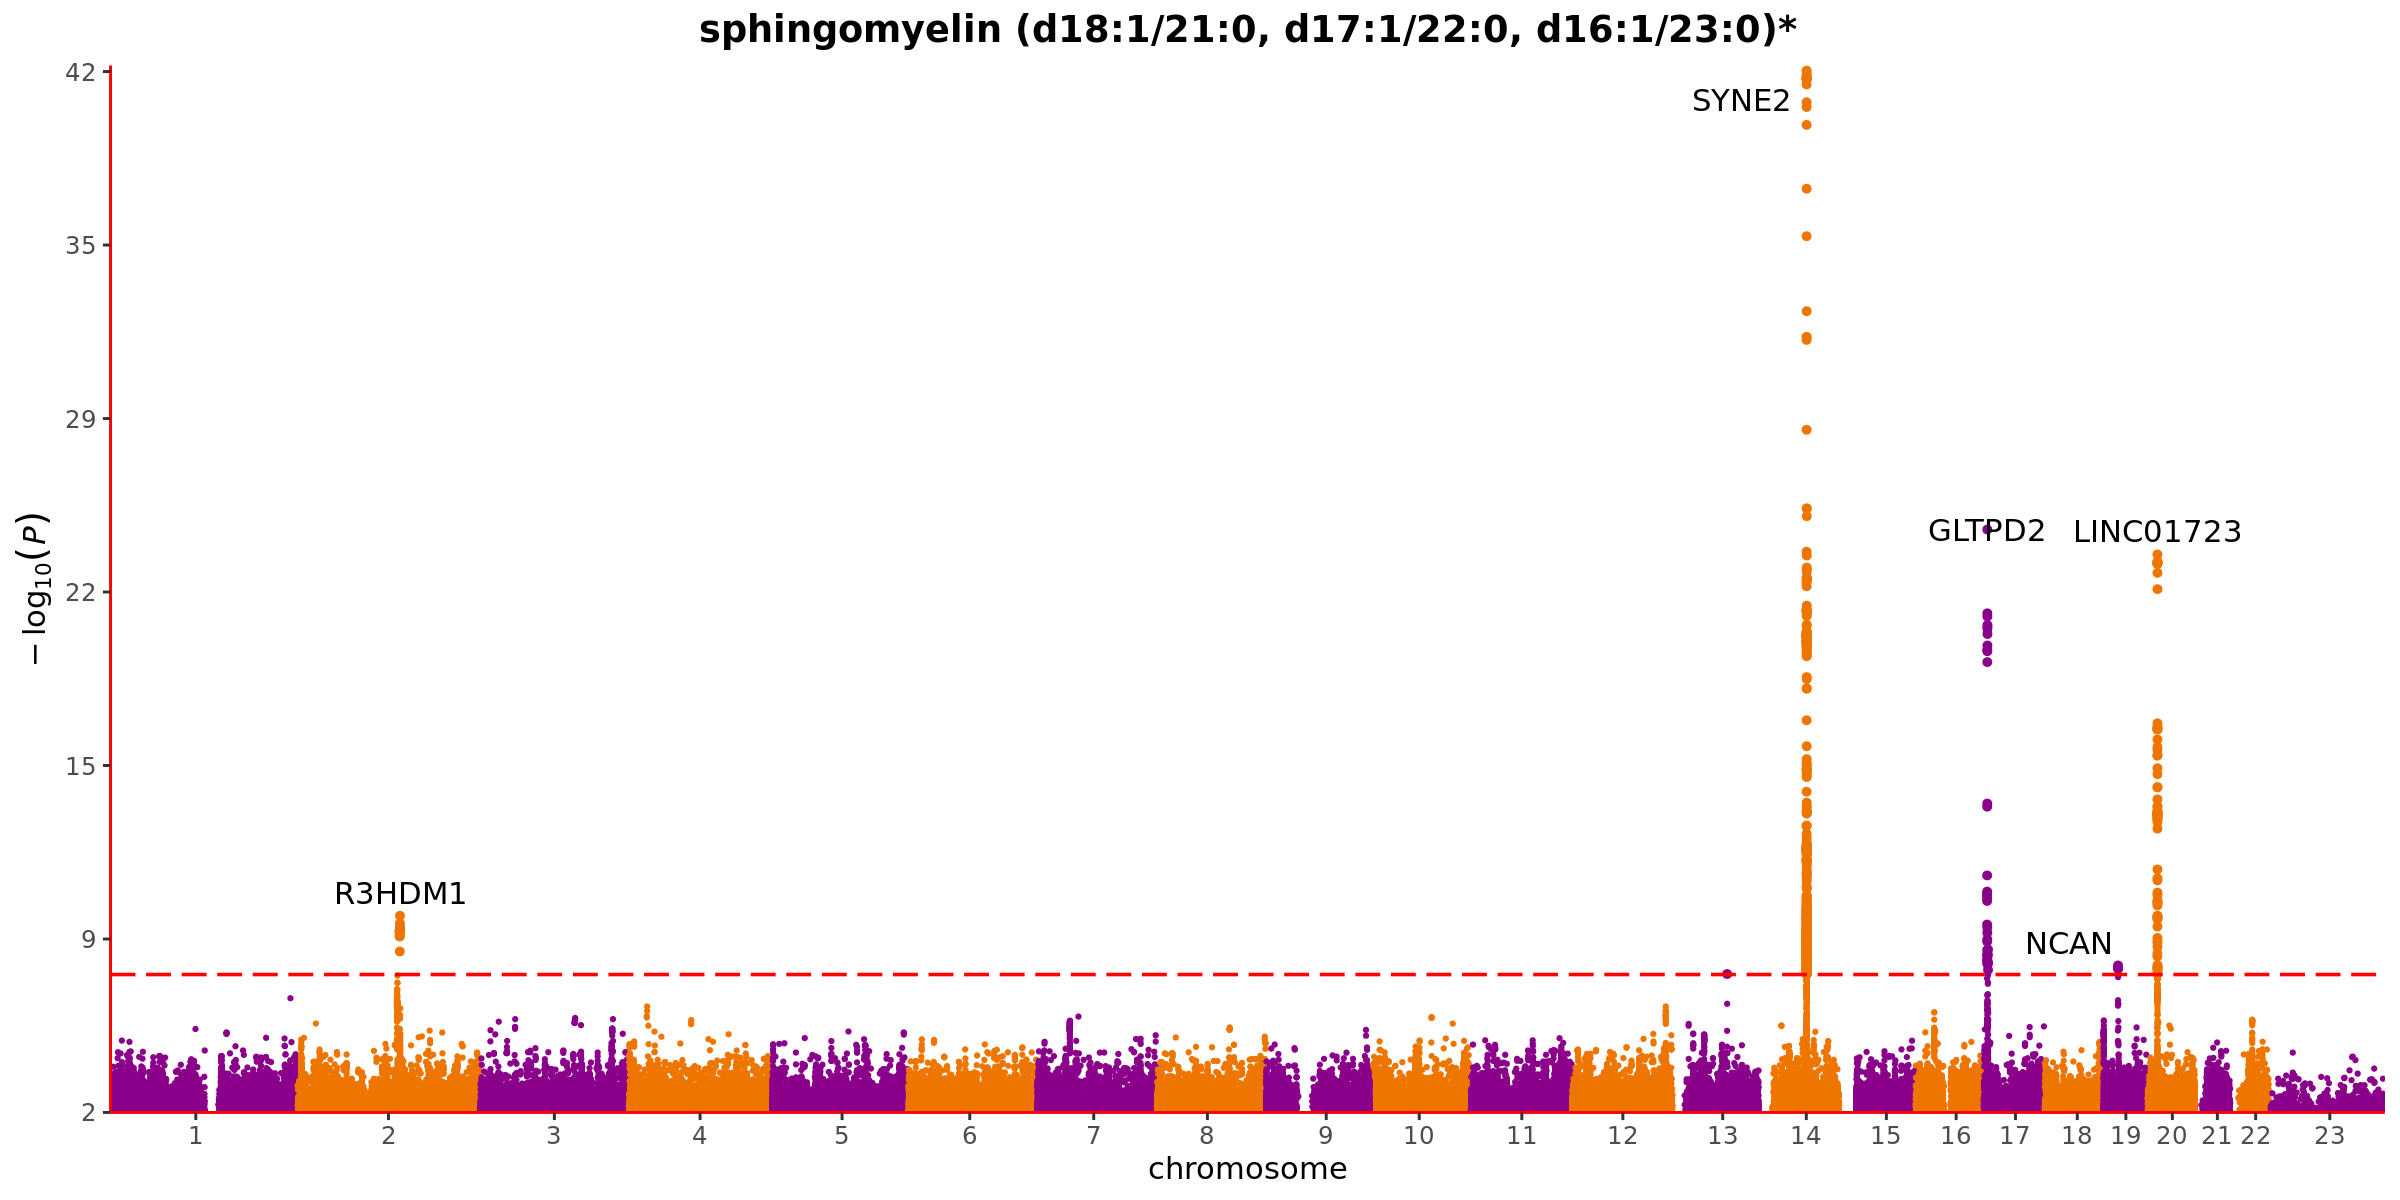 sphingomyelin (d18:1/21:0, d17:1/22:0, d16:1/23:0)*
42
35
29
22
15
9
2
− log10(P)
SYNE2
GLTPD2
LINC01723
R3HDM1
NCAN
1 2 3 4 5 6 7 8 9 10 11 12 13 14 15 16 17 18 19 20 21 22 23
chromosome